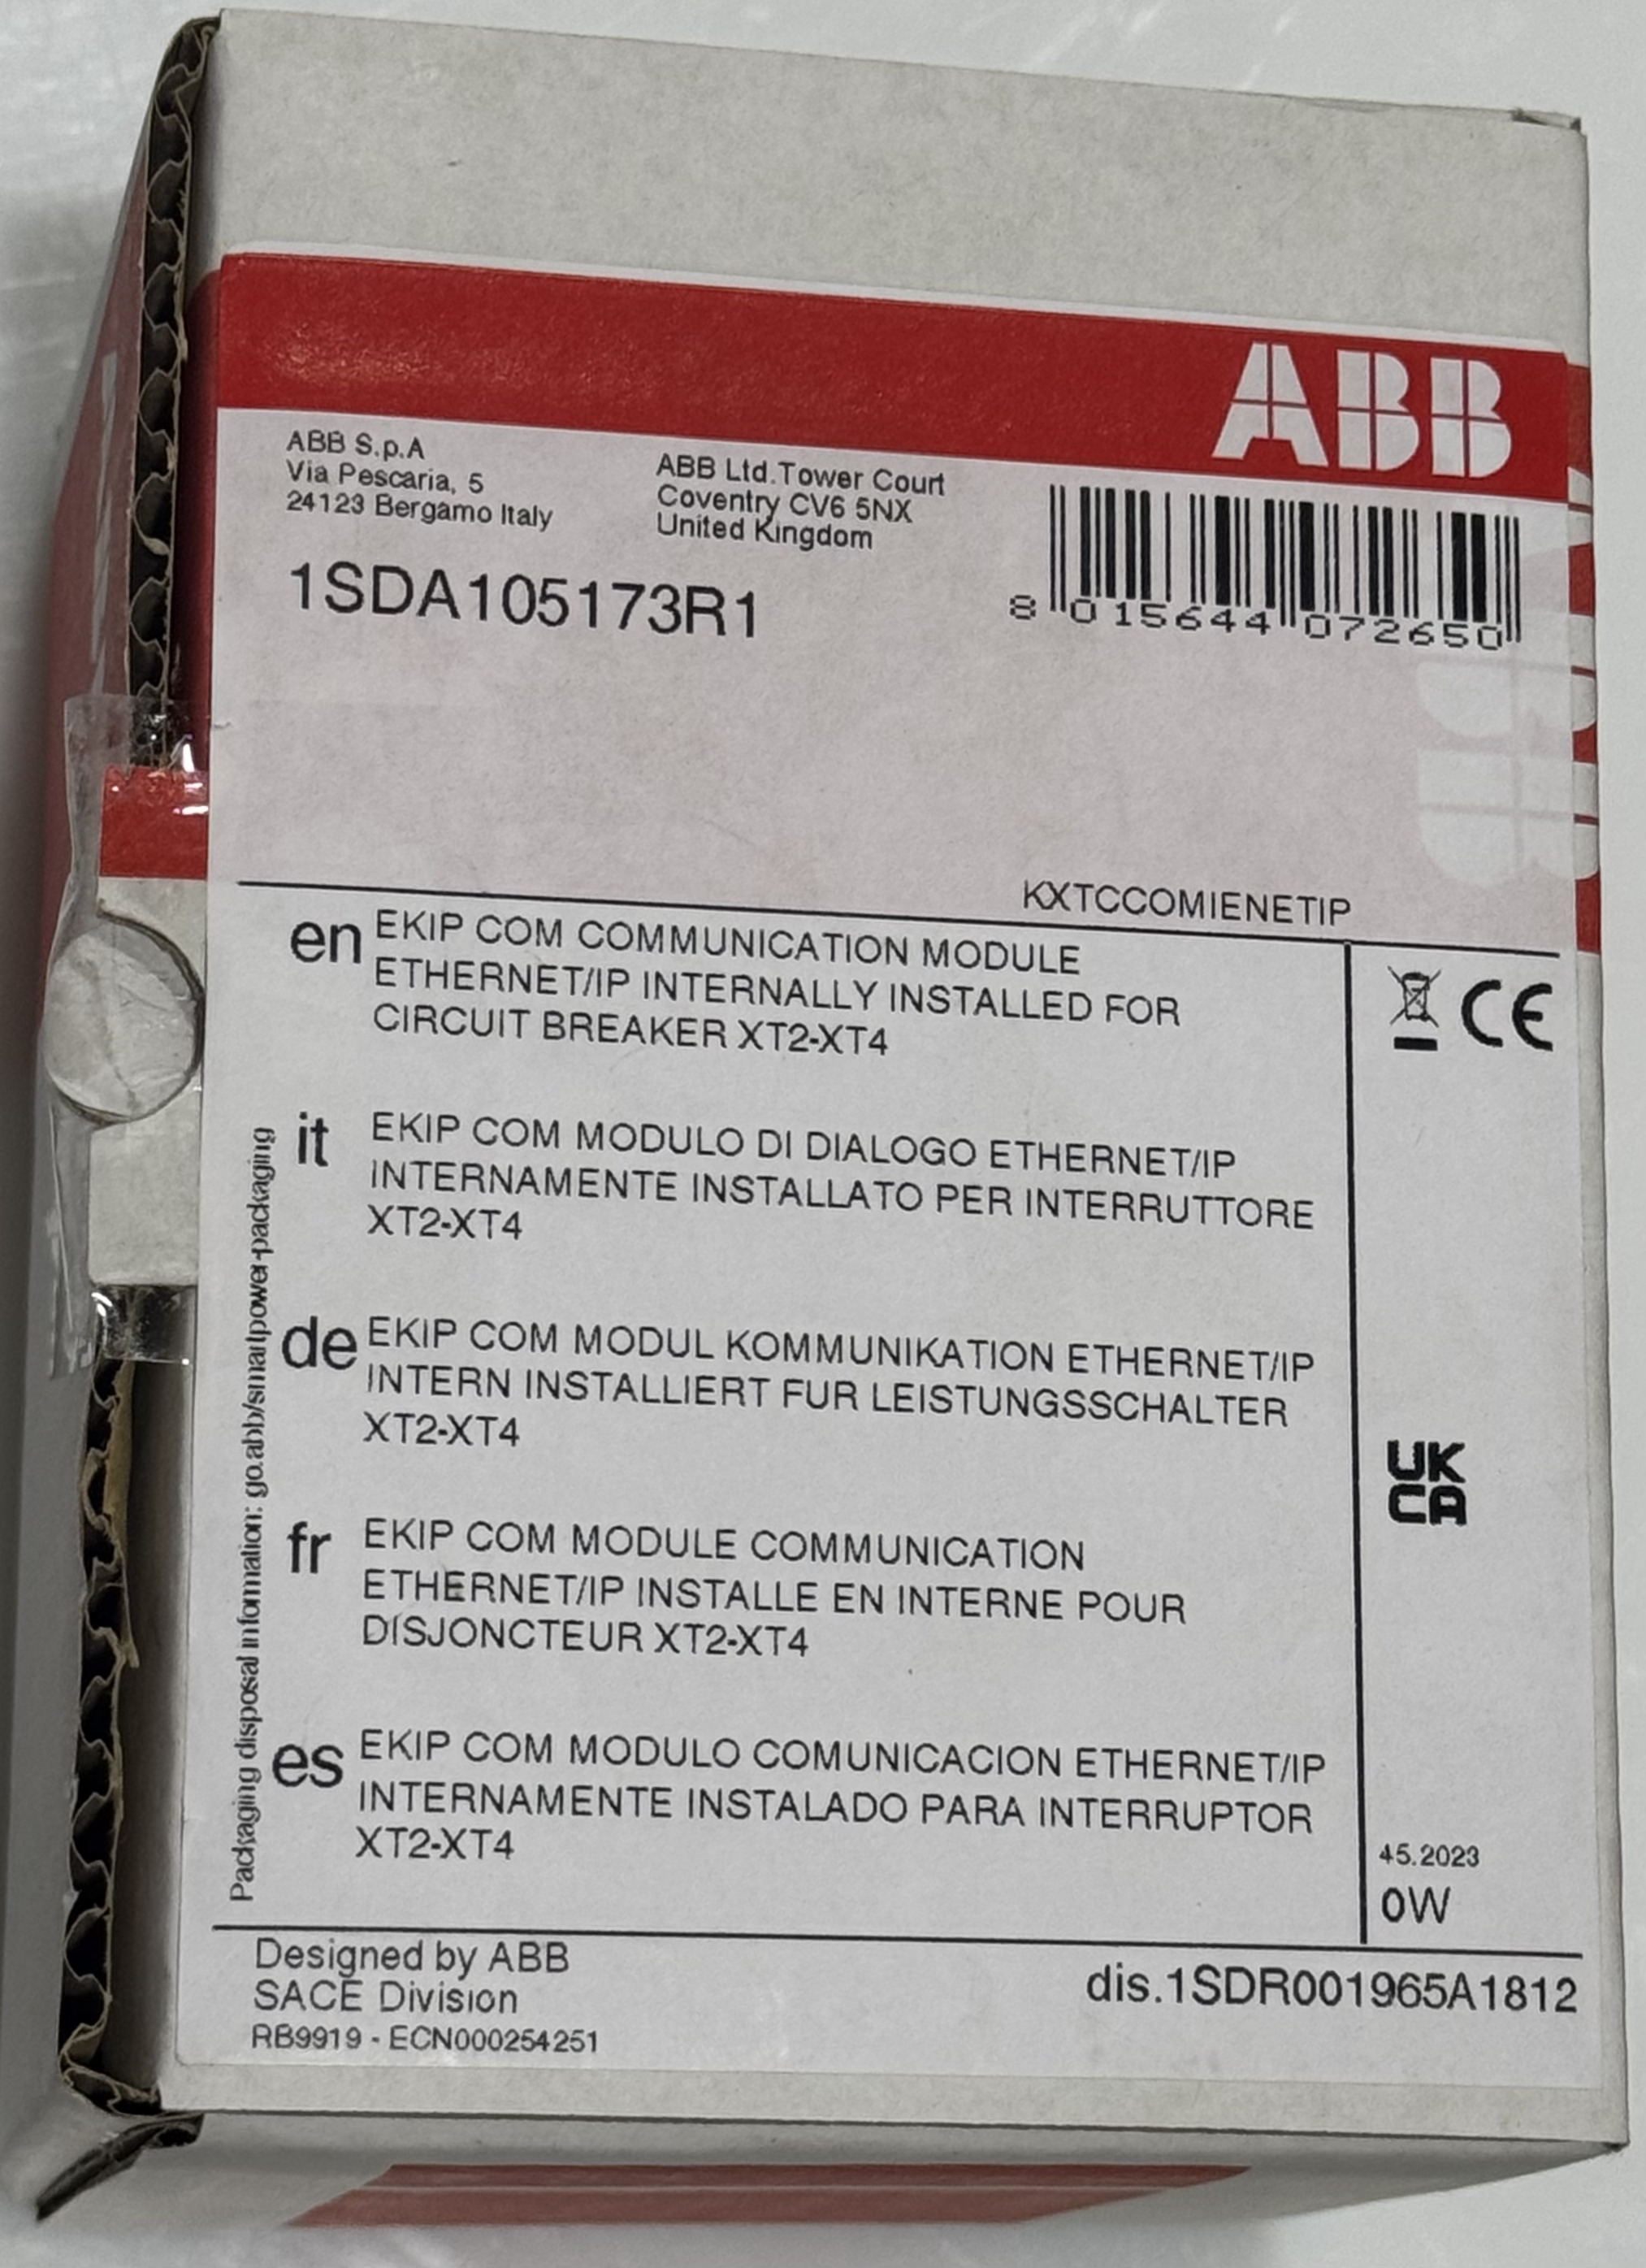 ABB
ABB S.p.A
Via Pescaria, 5
24123 Bergamo Italy
ABB Ltd.Tower Court
Coventry CV6 5NX
United Kingdom
1SDA105173R1
8 015644 072650
KXTCCOMIENETIP
en EKIP COM COMMUNICATION MODULE
ETHERNET/IP INTERNALLY INSTALLED FOR
CIRCUIT BREAKER XT2-XT4
CE
it EKIP COM MODULO DI DIALOGO ETHERNET/IP
INTERNAMENTE INSTALLATO PER INTERRUTTORE
XT2-XT4
de EKIP COM MODUL KOMMUNIKATION ETHERNET/IP
INTERN INSTALLIERT FUR LEISTUNGSSCHALTER
XT2-XT4
UK
CA
fr EKIP COM MODULE COMMUNICATION
ETHERNET/IP INSTALLE EN INTERNE POUR
DISJONCTEUR XT2-XT4
es EKIP COM MODULO COMUNICACION ETHERNET/IP
INTERNAMENTE INSTALADO PARA INTERRUPTOR
XT2-XT4
45.2023
0W
Packaging disposal information: go.abb/smartpower-packaging
Designed by ABB
SACE Division
RB9919 - ECN000254251
dis.1SDR001965A1812
ABB